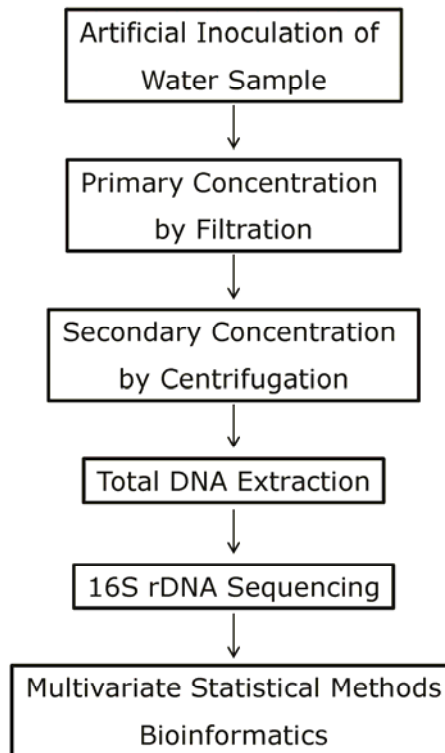 Artificial Inoculation of
Water Sample
Primary Concentration
by Filtration
Secondary Concentration
by Centrifugation
Total DNA Extraction
16S rDNA Sequencing
Multivariate Statistical Methods
Bioinformatics